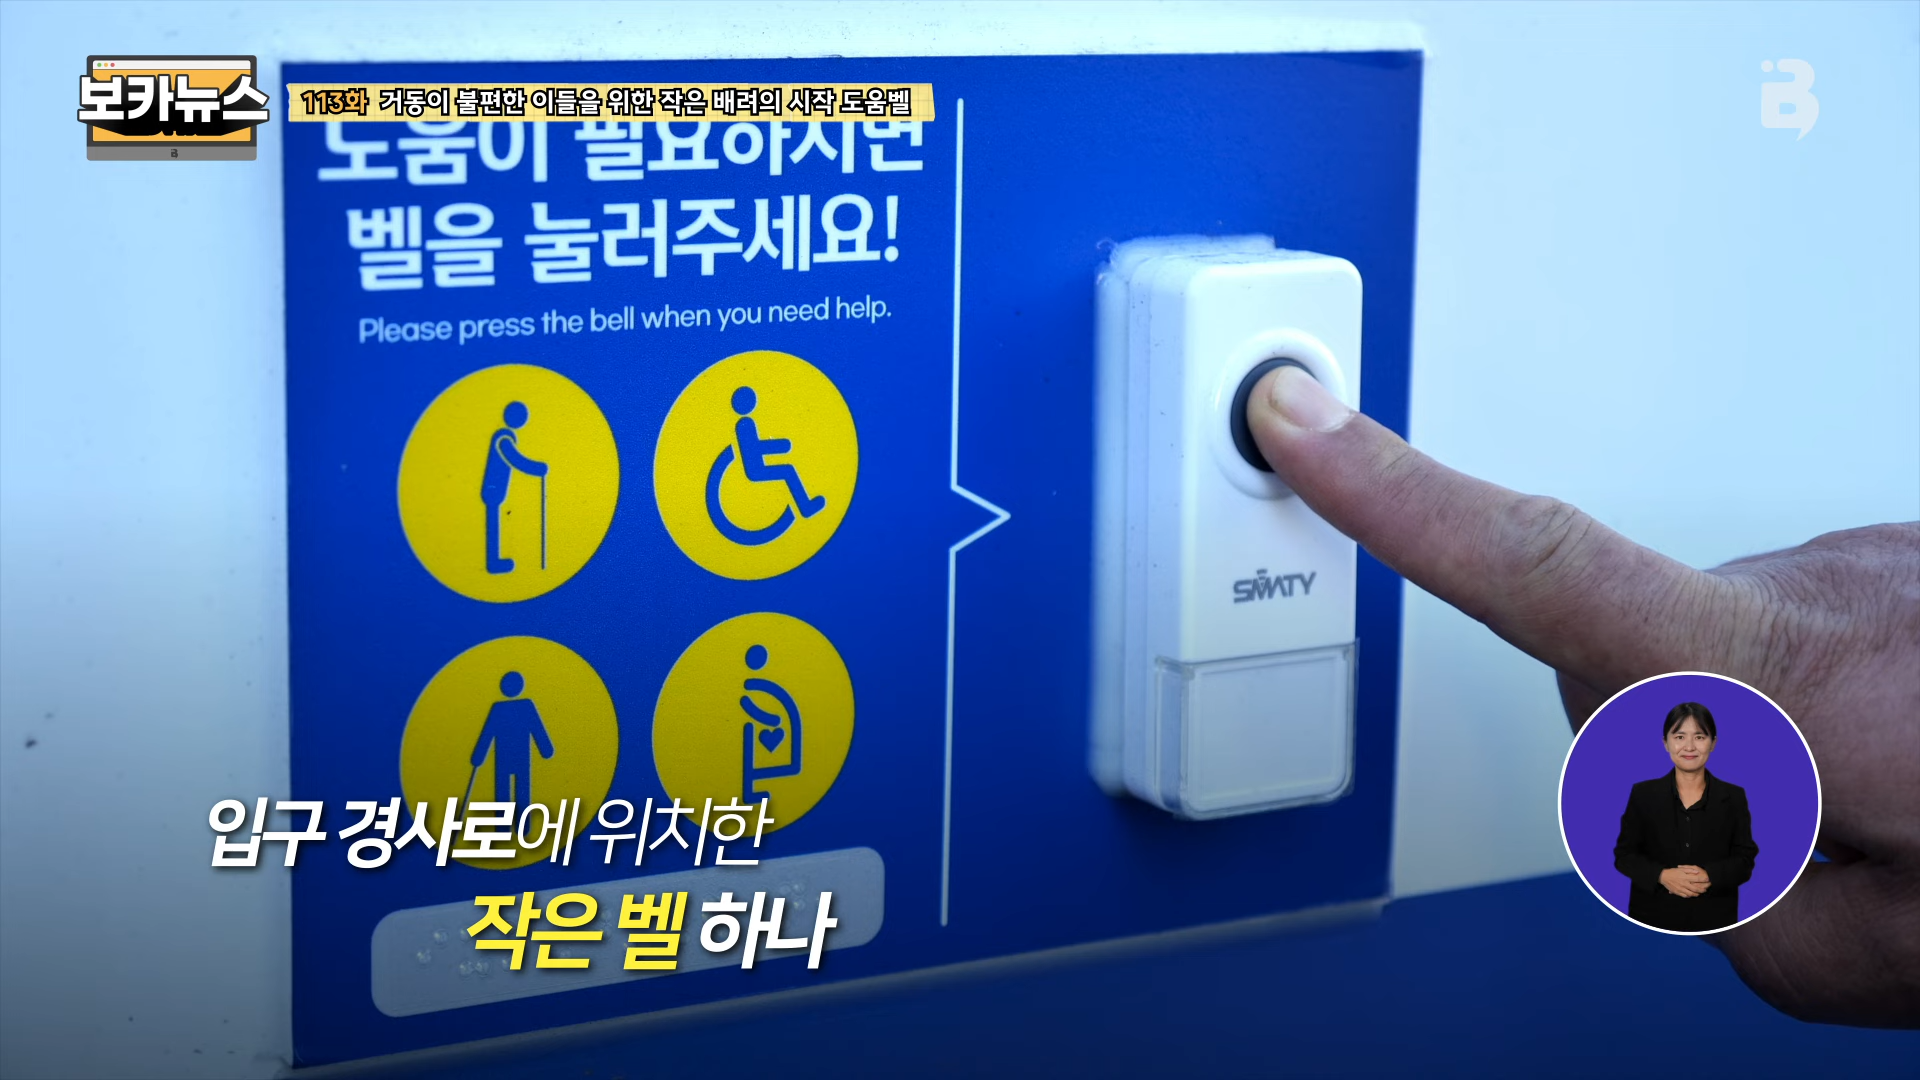 보카뉴스
113화 거동이 불편한 이들을 위한 작은 배려의 시작 도움벨
B
도움이 필요하시면
벨을 눌러주세요!
Please press the bell when you need help.
SMATY
입구 경사로에 위치한
작은 벨 하나